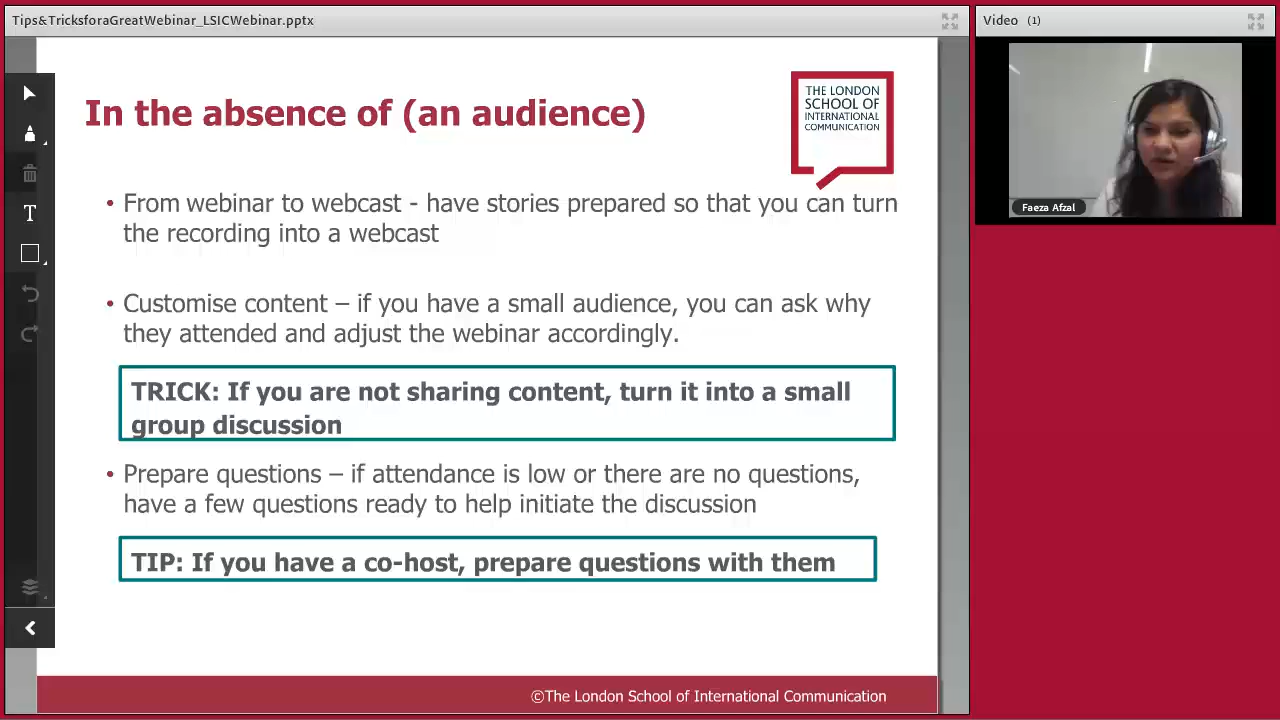 Tips&TricksforaGreatWebinar_LSICWebinar.pptx
Video (1)
In the absence of (an audience)
THE LONDON
SCHOOL OF
INTERNATIONAL
COMMUNICATION
Faeza Afzal
• From webinar to webcast - have stories prepared so that you can turn
the recording into a webcast
• Customise content – if you have a small audience, you can ask why
they attended and adjust the webinar accordingly.
TRICK: If you are not sharing content, turn it into a small
group discussion
• Prepare questions – if attendance is low or there are no questions,
have a few questions ready to help initiate the discussion
TIP: If you have a co-host, prepare questions with them
©The London School of International Communication